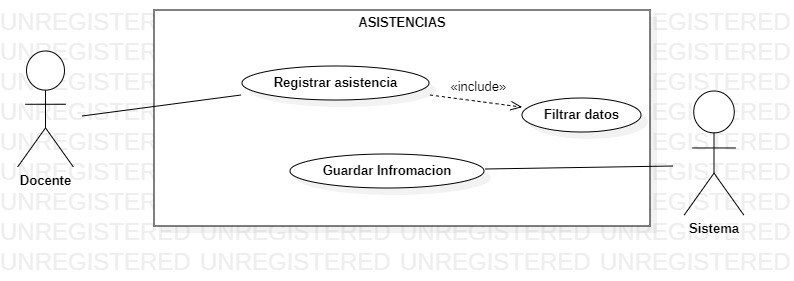 ASISTENCIAS
Registrar asistencia
«include»
Filtrar datos
Guardar Infromacion
Docente
Sistema
UNREGISTERED UNREGISTERED UNREGISTERED UNREGISTERED